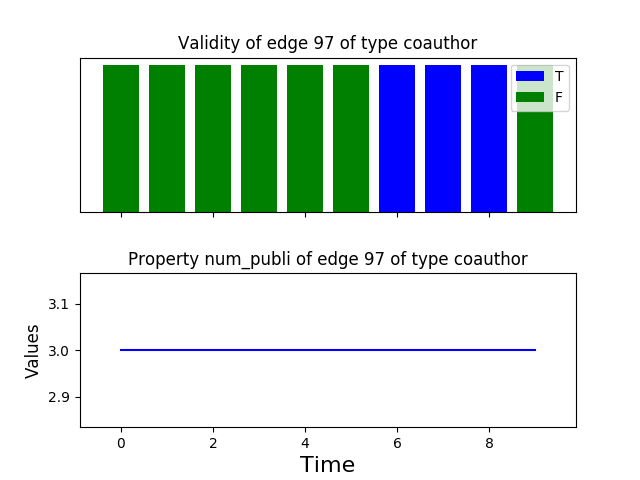 Validity of edge 97 of type coauthor
T
F
Property num_publi of edge 97 of type coauthor
3.1
3.0
2.9
Values
0 2 4 6 8
Time